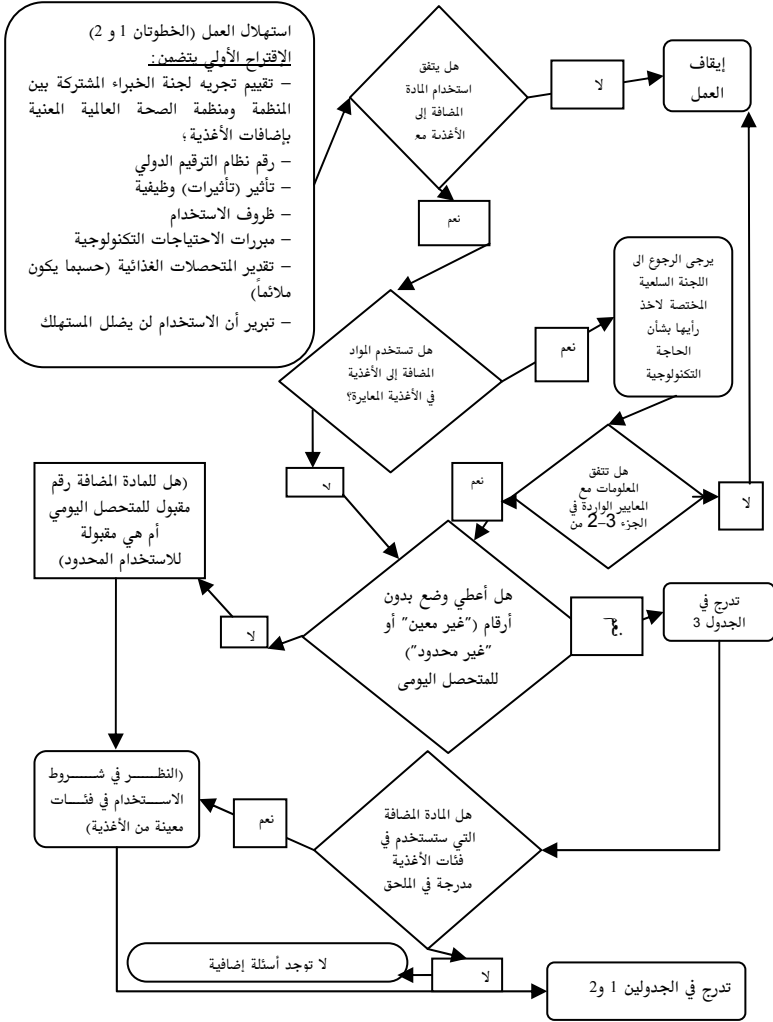 استهلال العمل (الخطوتان 1 و 2)
الاقتراح الأولي يتضمن:
– تقييم تجريه لجنة الخبراء المشتركة بين
المنظمة ومنظمة الصحة العالمية المعنية
بإضافات الأغذية؛
– رقم نظام الترقيم الدولي
– تأثير (تأثيرات) وظيفية
– ظروف الاستخدام
– مبررات الاحتياجات التكنولوجية
– تقدير المتحصلات الغذائية (حسبما يكون
ملائماً)
– تبرير أن الاستخدام لن يضلل المستهلك
هل يتفق
استخدام المادة
المضافة إلى
الأغذية مع
لا
إيقاف
العمل
نعم
هل تستخدم المواد
المضافة إلى الأغذية
في الأغذية المعايرة؟
نعم
يرجى الرجوع الى
اللجنة السلعية
المختصة لاخذ
رأيها بشأن
الحاجة
التكنولوجية
لا
نعم
هل تتفق
المعلومات مع
المعايير الواردة في
الجزء 3–2 من
لا
(هل للمادة المضافة رقم
مقبول للمتحصل اليومي
أم هي مقبولة
للاستخدام المحدود)
لا
هل أعطي وضع بدون
أرقام ("غير معين" أو
"غير محدود")
للمتحصل اليومى
نعم
تدرج في
الجدول 3
(النظر في شروط
الاستخدام في فئات
معينة من الأغذية)
نعم
هل المادة المضافة
التي ستستخدم في
فئات الأغذية
مدرجة في الملحق
لا
لا توجد أسئلة إضافية
تدرج في الجدولين 1 و2